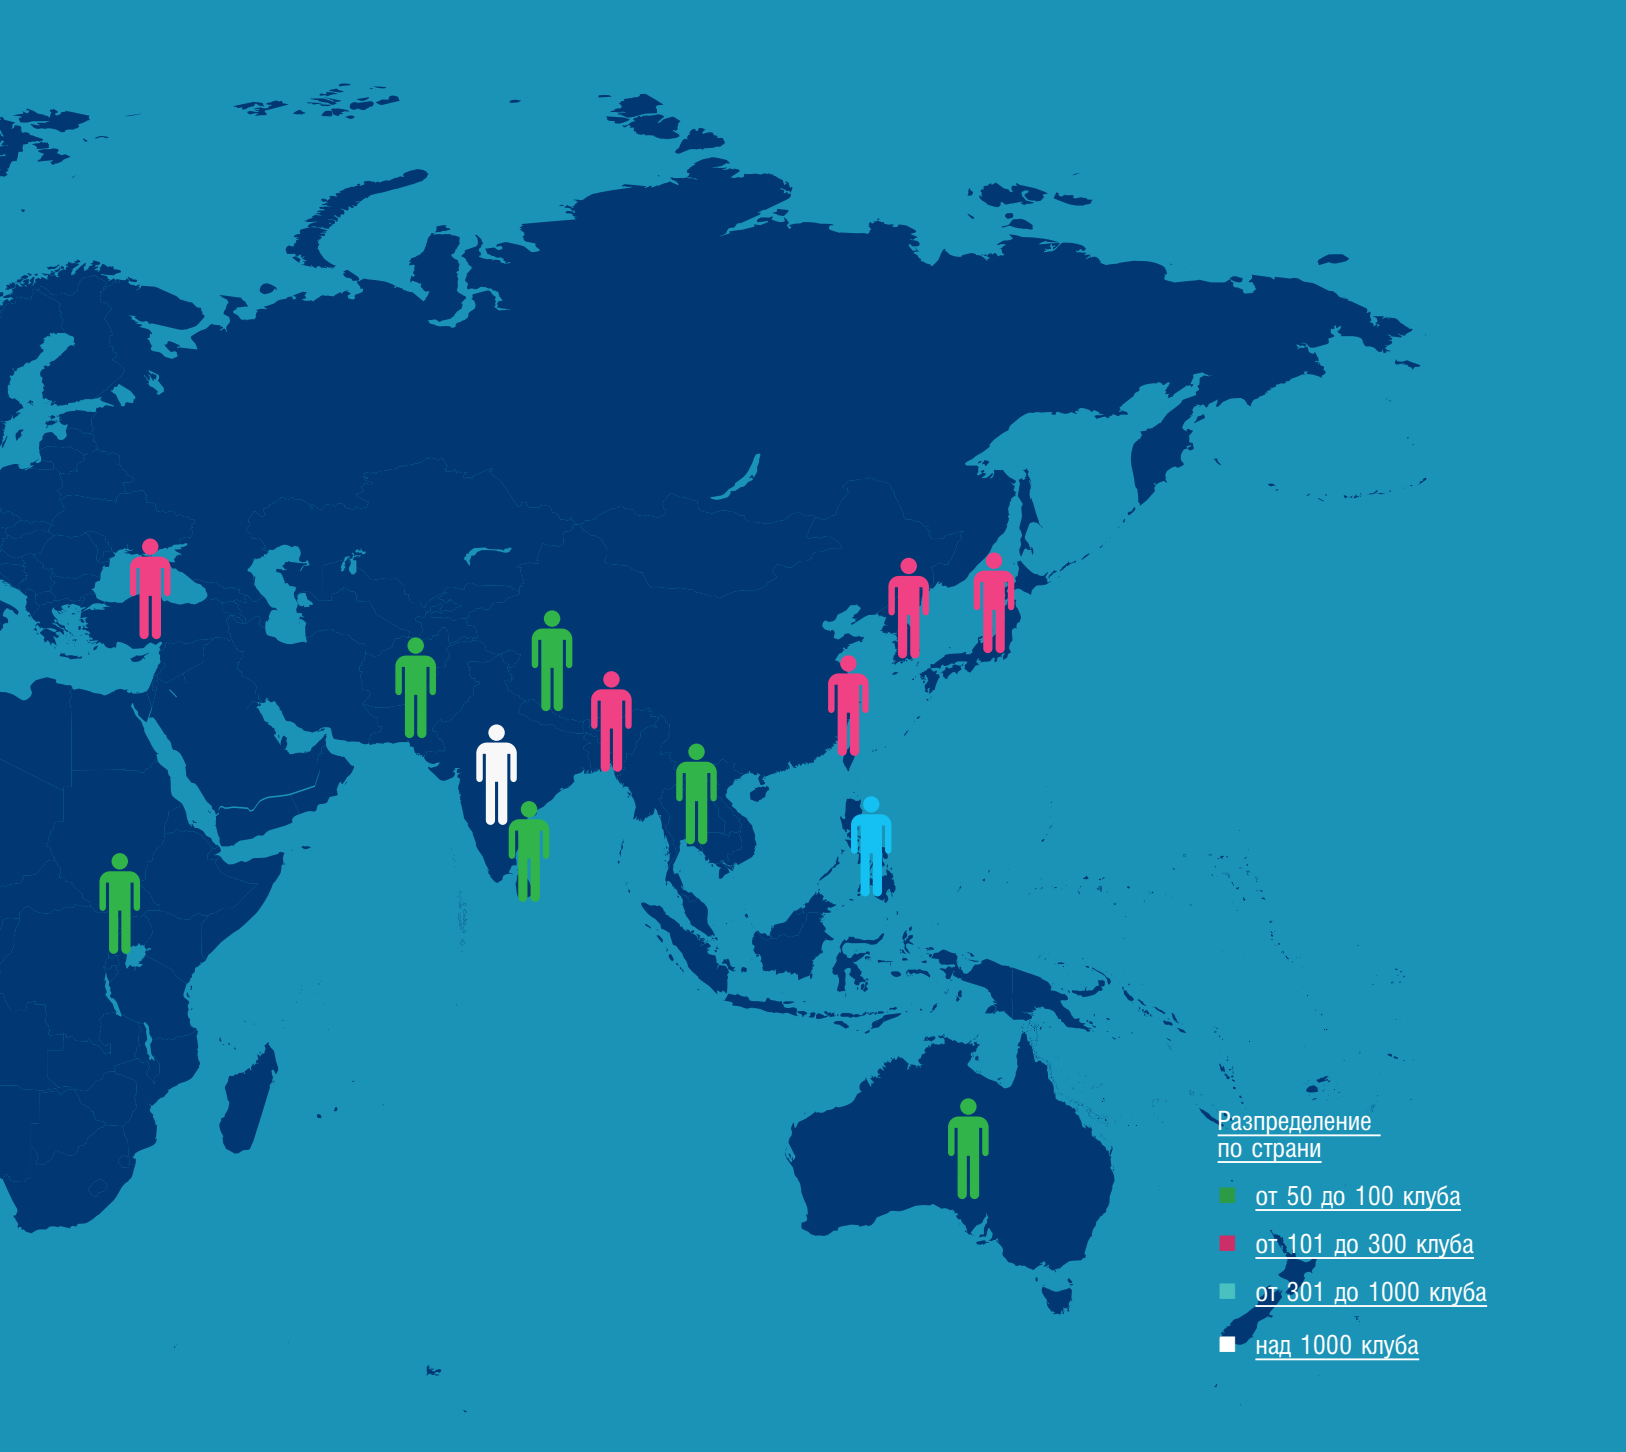 Разпределение
по страни
от 50 до 100 клуба
от 101 до 300 клуба
от 301 до 1000 клуба
над 1000 клуба